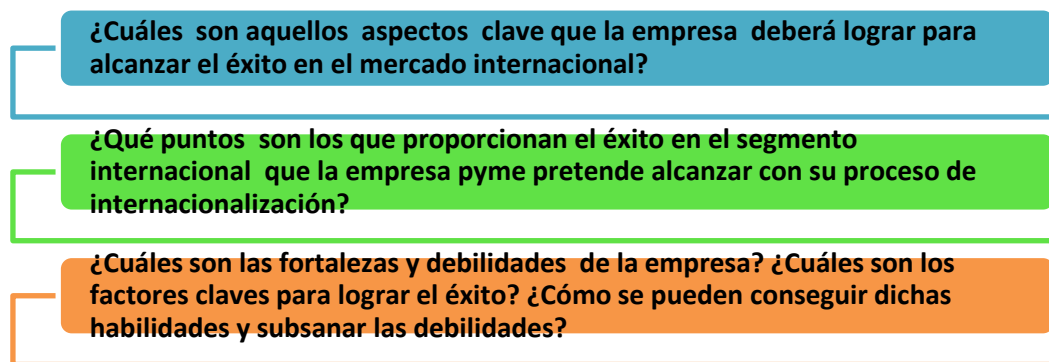 ¿Cuáles son aquellos aspectos clave que la empresa deberá lograr para
alcanzar el éxito en el mercado internacional?
¿Qué puntos son los que proporcionan el éxito en el segmento
internacional que la empresa pyme pretende alcanzar con su proceso de
internacionalización?
¿Cuáles son las fortalezas y debilidades de la empresa? ¿Cuáles son los
factores claves para lograr el éxito? ¿Cómo se pueden conseguir dichas
habilidades y subsanar las debilidades?